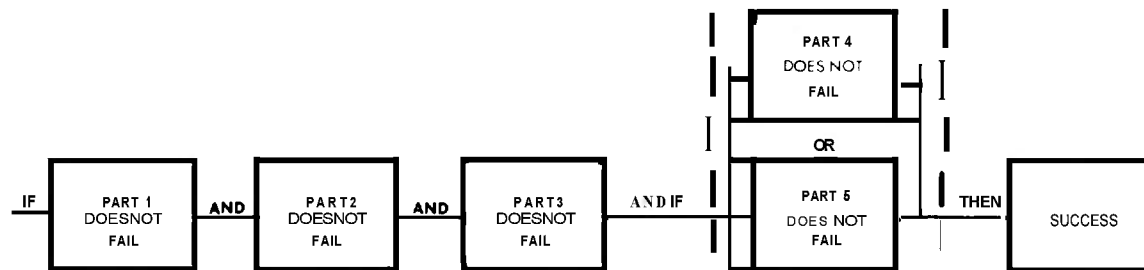 IF
PART 1
DOESNOT
FAIL
AND
PART2
DOESNOT
FAIL
AND
PART3
DOESNOT
FAIL
AND IF
PART 4
DOES NOT
FAIL
OR
PART 5
DOES NOT
FAIL
THEN
SUCCESS